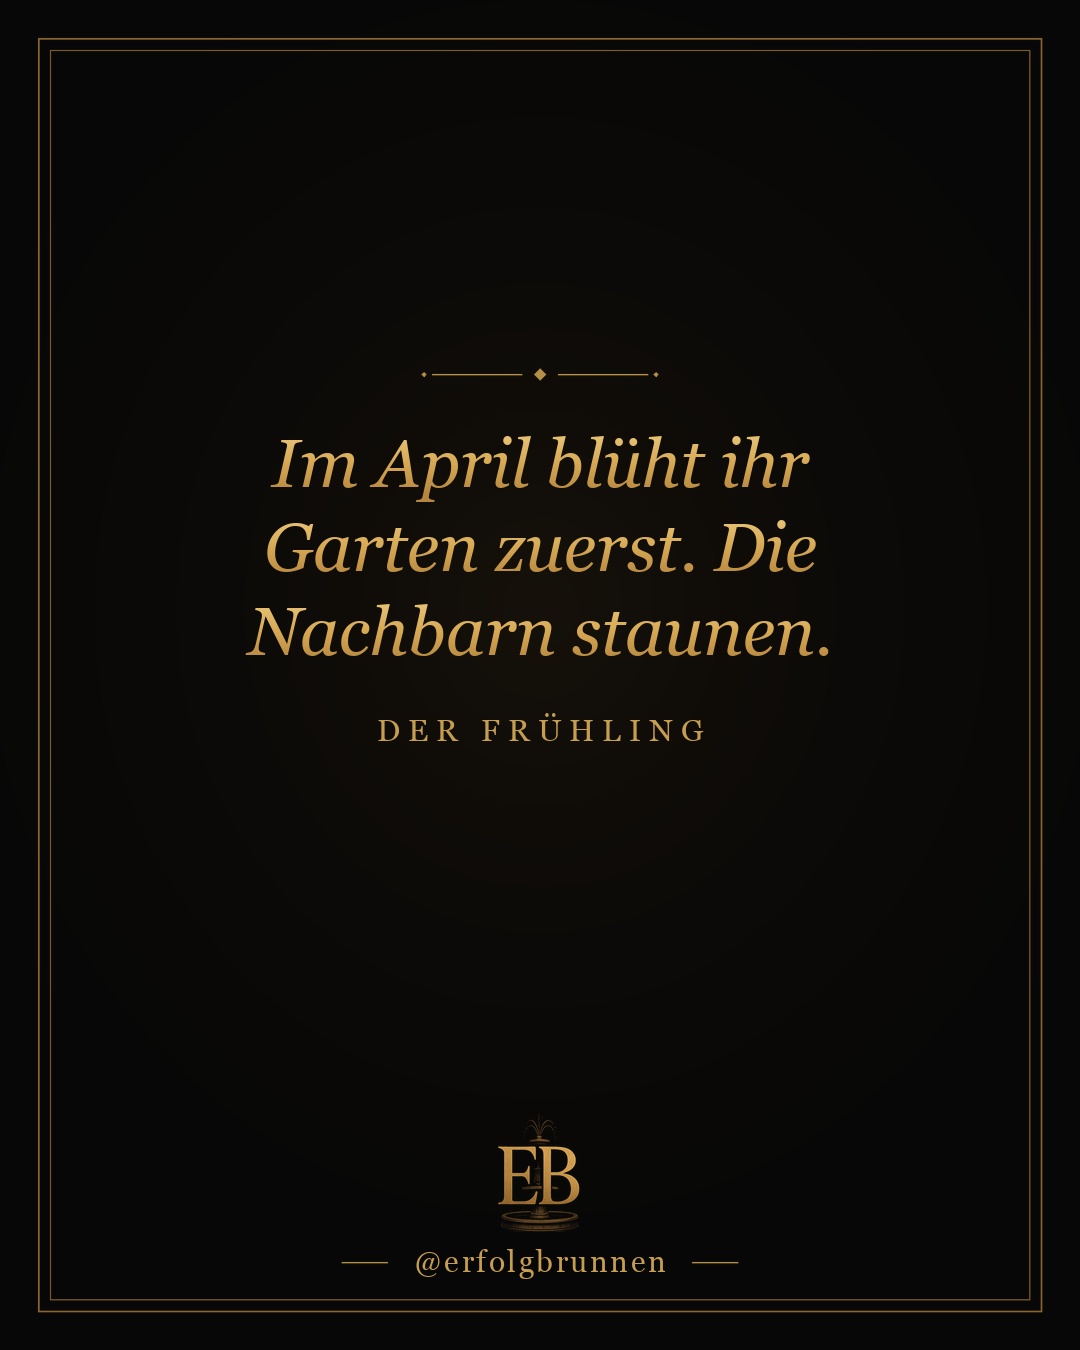 Im April blüht ihr
Garten zuerst. Die
Nachbarn staunen.
DER FRÜHLING
EB
@erfolgbrunnen